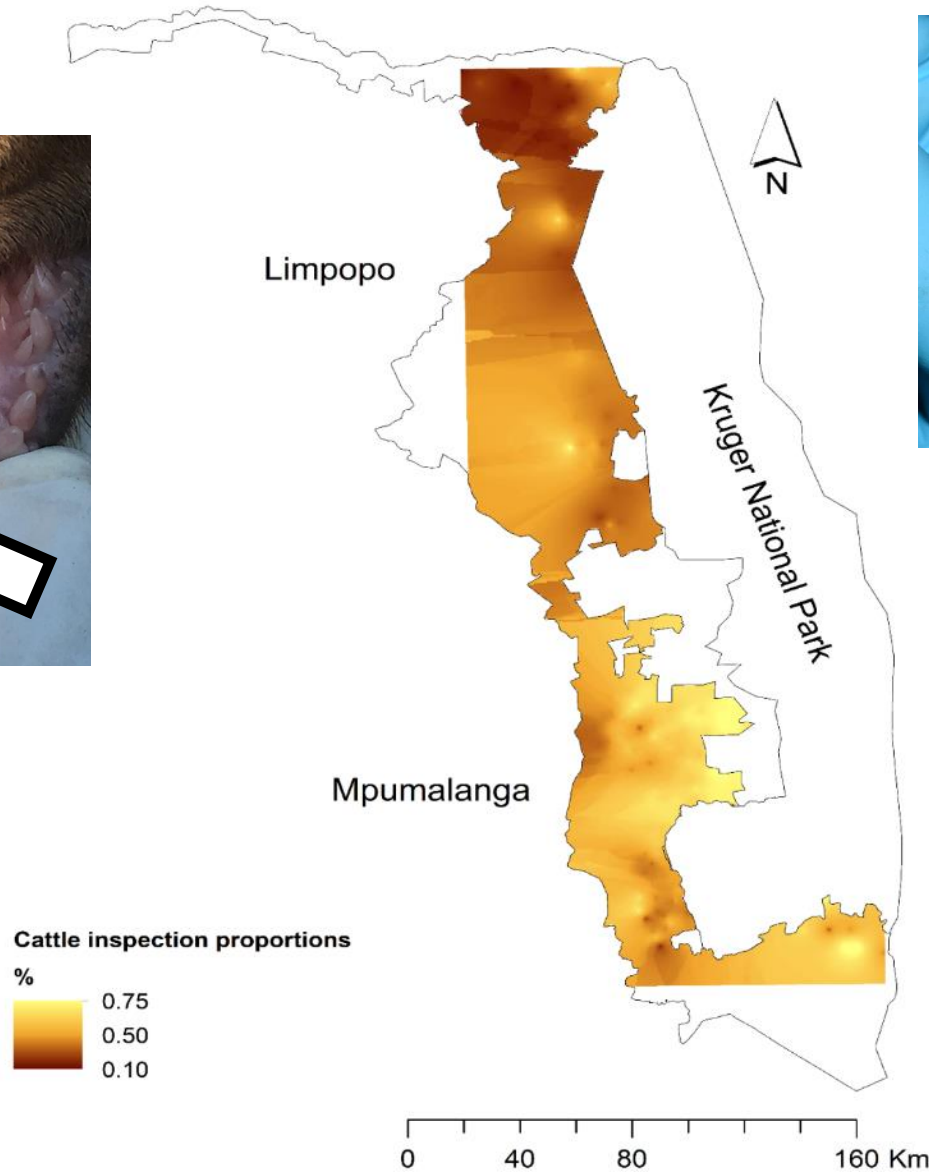 N
Limpopo
Kruger National Park
Mpumalanga
Cattle inspection proportions
%
0.75
0.50
0.10
0 40 80 160 Km